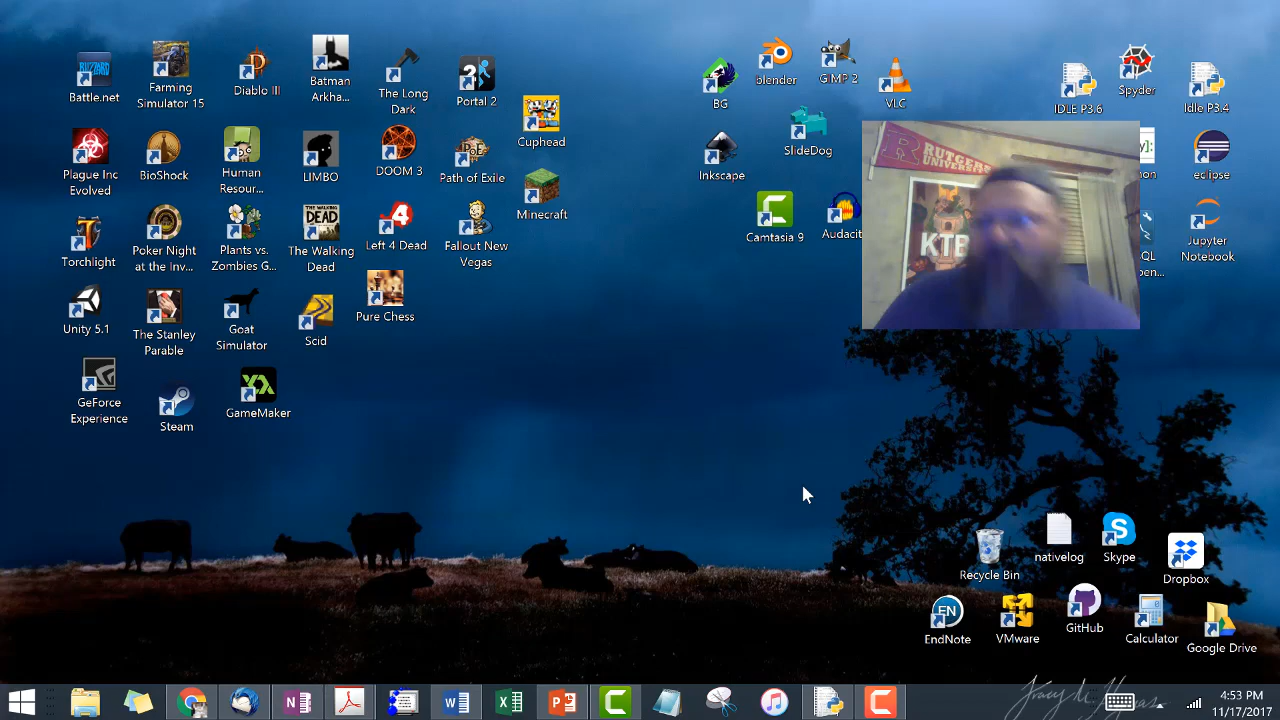 Battle.net
Farming
Simulator 15
Diablo III
Batman
Arkha...
The Long
Dark
Portal 2
Cuphead
Plague Inc
Evolved
BioShock
Human
Resour...
LIMBO
DOOM 3
Path of Exile
Minecraft
Torchlight
Poker Night
at the Inv...
Plants vs.
Zombies G...
The Walking
Dead
Left 4 Dead
Fallout New
Vegas
Unity 5.1
The Stanley
Parable
Goat
Simulator
Scid
Pure Chess
GeForce
Experience
Steam
GameMaker
BG
blender
GIMP 2
VLC
Inkscape
SlideDog
Camtasia 9
Audacit
IDLE P3.6
Spyder
Idle P3.4
eclipse
Jupyter
Notebook
RUTGERS
UNIVERSITY
KTB
Recycle Bin
nativelog
Skype
Dropbox
EndNote
VMware
GitHub
Calculator
Google Drive
4:53 PM
11/17/2017